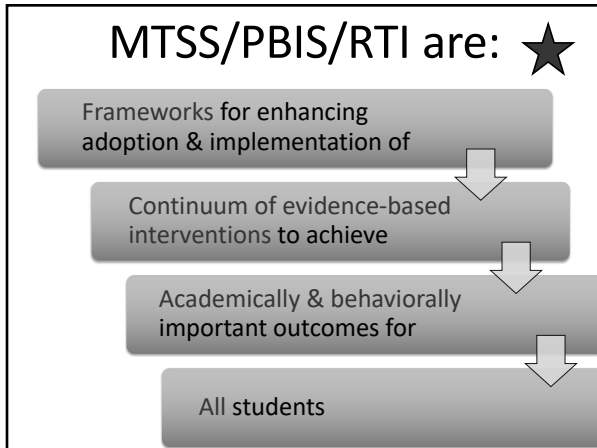 MTSS/PBIS/RTI are:
Frameworks for enhancing
adoption & implementation of
Continuum of evidence-based
interventions to achieve
Academically & behaviorally
important outcomes for
All students